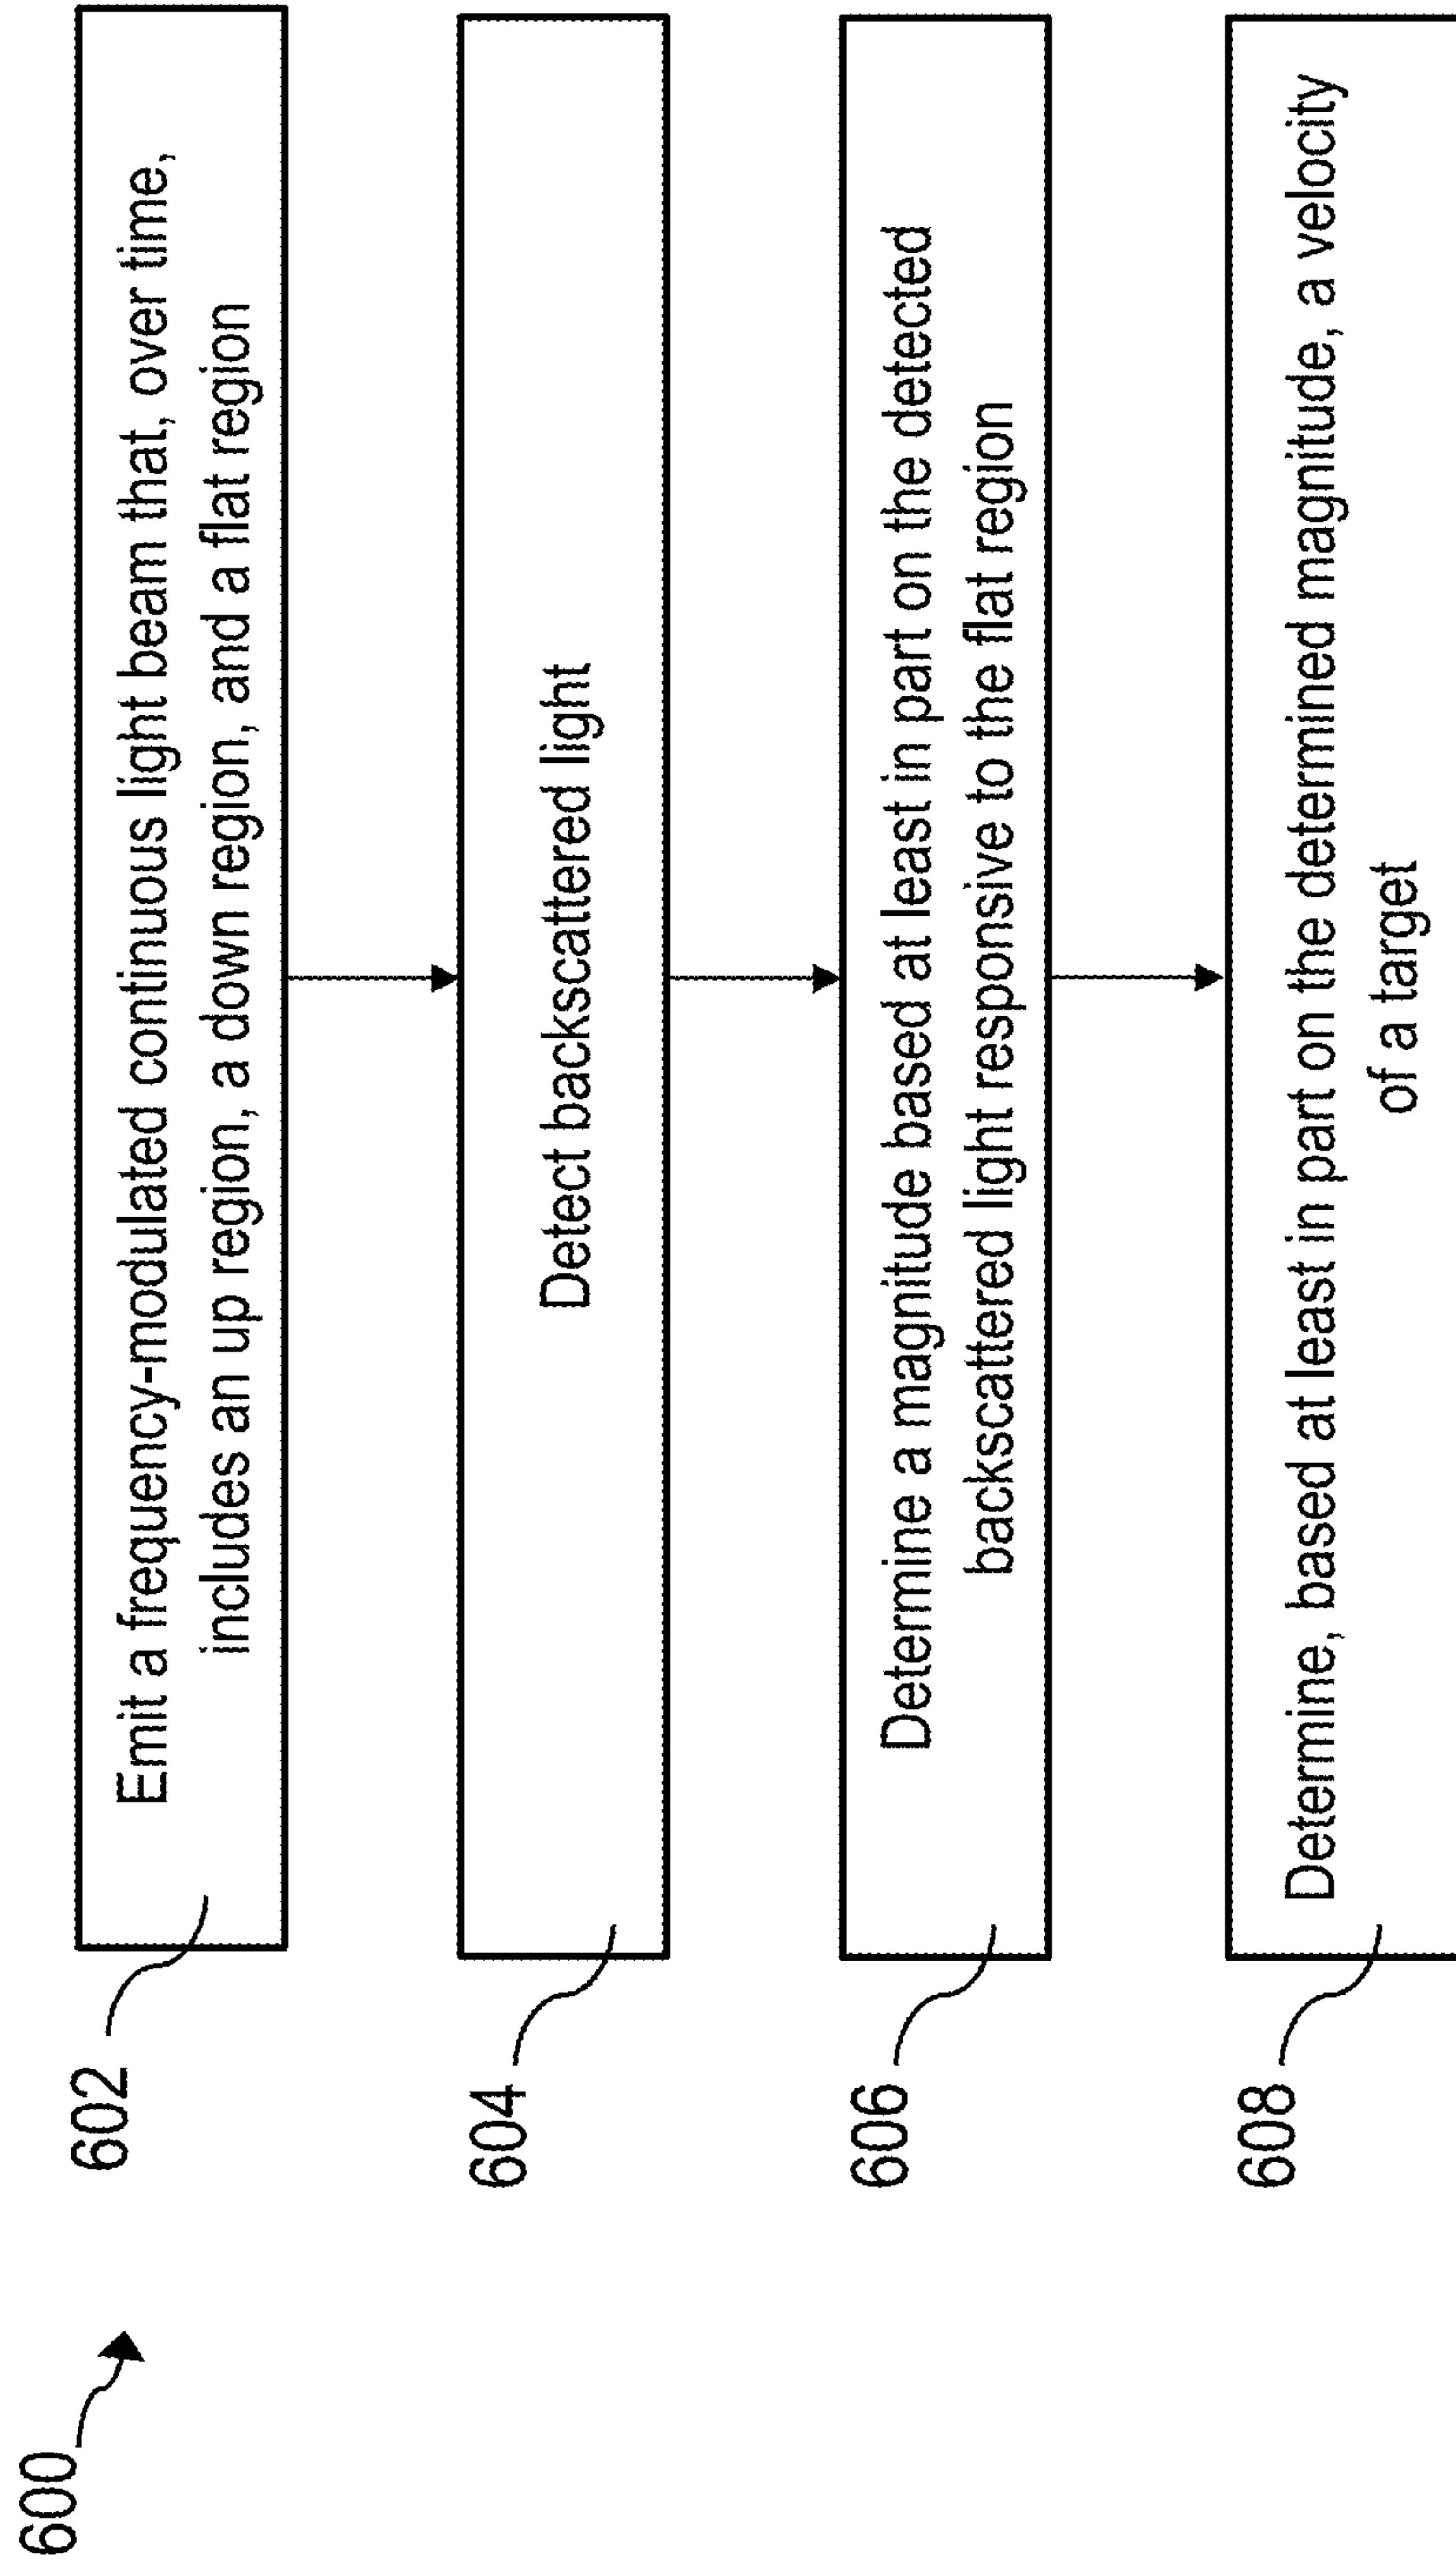 600
602
Emit a frequency-modulated continuous light beam that, over time,
includes an up region, a down region, and a flat region
604
Detect backscattered light
606
Determine a magnitude based at least in part on the detected
backscattered light responsive to the flat region
608
Determine, based at least in part on the determined magnitude, a velocity
of a target